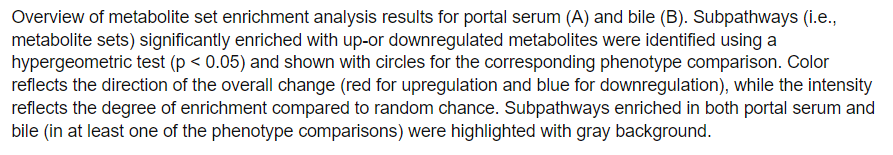 Overview of metabolite set enrichment analysis results for portal serum (A) and bile (B). Subpathways (i.e.,
metabolite sets) significantly enriched with up-or downregulated metabolites were identified using a
hypergeometric test (p < 0.05) and shown with circles for the corresponding phenotype comparison. Color
reflects the direction of the overall change (red for upregulation and blue for downregulation), while the intensity
reflects the degree of enrichment compared to random chance. Subpathways enriched in both portal serum and
bile (in at least one of the phenotype comparisons) were highlighted with gray background.